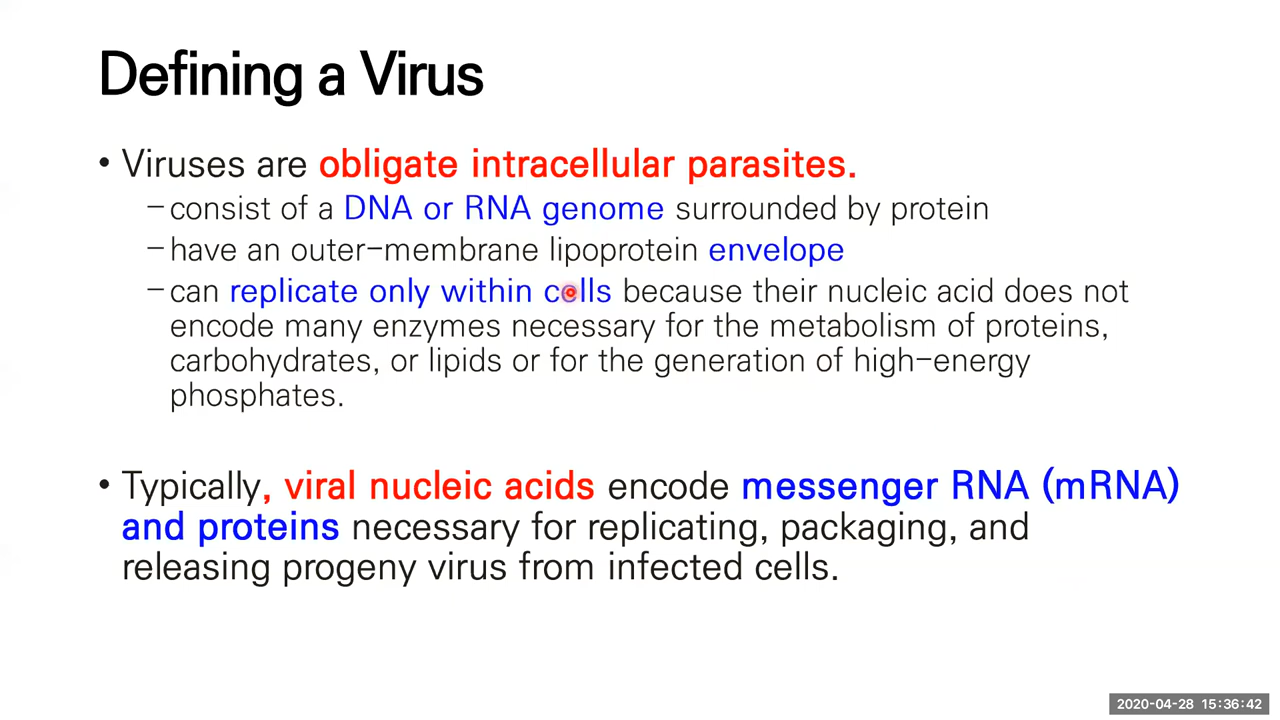 Defining a Virus
• Viruses are obligate intracellular parasites.
–consist of a DNA or RNA genome surrounded by protein
–have an outer-membrane lipoprotein envelope
–can replicate only within cells because their nucleic acid does not
encode many enzymes necessary for the metabolism of proteins,
carbohydrates, or lipids or for the generation of high-energy
phosphates.
• Typically, viral nucleic acids encode messenger RNA (mRNA)
and proteins necessary for replicating, packaging, and
releasing progeny virus from infected cells.
2020-04-28 15:36:42